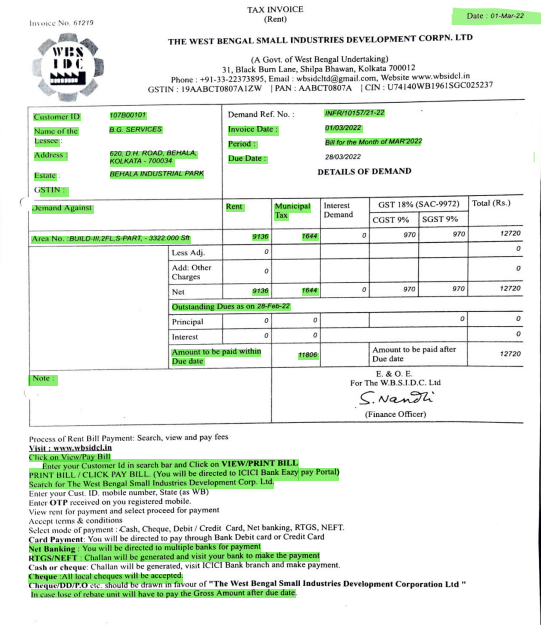 TAX INVOICE
(Rent)
Invoice No. 61219
Date : 01-Mar-22
WBS
IDC
THE WEST BENGAL SMALL INDUSTRIES DEVELOPMENT CORPN. LTD
(A Govt. of West Bengal Undertaking)
31, Black Burn Lane, Shilpa Bhawan, Kolkata 700012
Phone : +91-33-22373895, Email : wbsidcltd@gmail.com, Website www.wbsidcl.in
GSTIN : 19AABCT0807A1ZW | PAN : AABCT0807A | CIN : U74140WB1961SGC025237
Customer ID 107B00101 Demand Ref. No. : INFR/10157/21-22
Name of the Lessee : B.G. SERVICES Invoice Date : 01/03/2022
Address : 620, D.H. ROAD, BEHALA, KOLKATA - 700034 Period : Bill for the Month of MAR'2022
Due Date : 28/03/2022
Estate : BEHALA INDUSTRIAL PARK DETAILS OF DEMAND
GSTIN :
Demand Against Rent Municipal Tax Interest Demand GST 18% (SAC-9972) Total (Rs.)
CGST 9% SGST 9%
Area No. :BUILD-III,2FL,S-PART, - 3322.000 Sft 9136 1644 0 970 970 12720
Less Adj. 0 0
Add: Other Charges 0 0
Net 9136 1644 0 970 970 12720
Outstanding Dues as on 28-Feb-22
Principal 0 0 0 0
Interest 0 0 0
Amount to be paid within Due date 11806 Amount to be paid after Due date 12720
Note :
E. & O. E.
For The W.B.S.I.D.C. Ltd
S. Nandi
(Finance Officer)
Process of Rent Bill Payment: Search, view and pay fees
Visit : www.wbsidcl.in
Click on View/Pay Bill
Enter your Customer Id in search bar and Click on VIEW/PRINT BILL
PRINT BILL / CLICK PAY BILL. (You will be directed to ICICI Bank Eazy pay Portal)
Search for The West Bengal Small Industries Development Corp. Ltd.
Enter your Cust. ID. mobile number, State (as WB)
Enter OTP received on you registered mobile.
View rent for payment and select proceed for payment
Accept terms & conditions
Select mode of payment : Cash, Cheque, Debit / Credit Card, Net banking, RTGS, NEFT.
Card Payment: You will be directed to pay through Bank Debit card or Credit Card
Net Banking : You will be directed to multiple banks for payment
RTGS/NEFT : Challan will be generated and visit your bank to make the payment
Cash or cheque: Challan will be generated, visit ICICI Bank branch and make payment.
Cheque :All local cheques will be accepted.
Cheque/DD/P.O etc. should be drawn in favour of "The West Bengal Small Industries Development Corporation Ltd "
In case lose of rebate unit will have to pay the Gross Amount after due date.